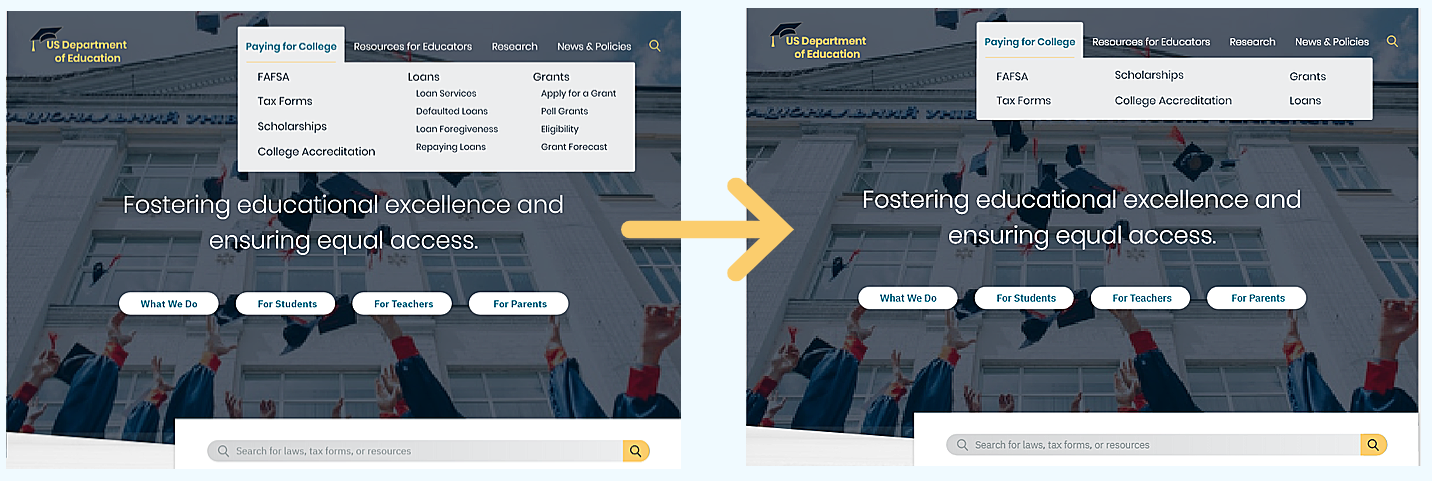 US Department
of Education
Paying for College
Resources for Educators
Research
News & Policies
FAFSA
Tax Forms
Scholarships
College Accreditation
Loans
Loan Services
Defaulted Loans
Loan Foregiveness
Repaying Loans
Grants
Apply for a Grant
Pell Grants
Eligibility
Grant Forecast
Fostering educational excellence and
ensuring equal access.
What We Do
For Students
For Teachers
For Parents
Search for laws, tax forms, or resources
US Department
of Education
Paying for College
Resources for Educators
Research
News & Policies
FAFSA
Tax Forms
Scholarships
College Accreditation
Grants
Loans
Fostering educational excellence and
ensuring equal access.
What We Do
For Students
For Teachers
For Parents
Search for laws, tax forms, or resources